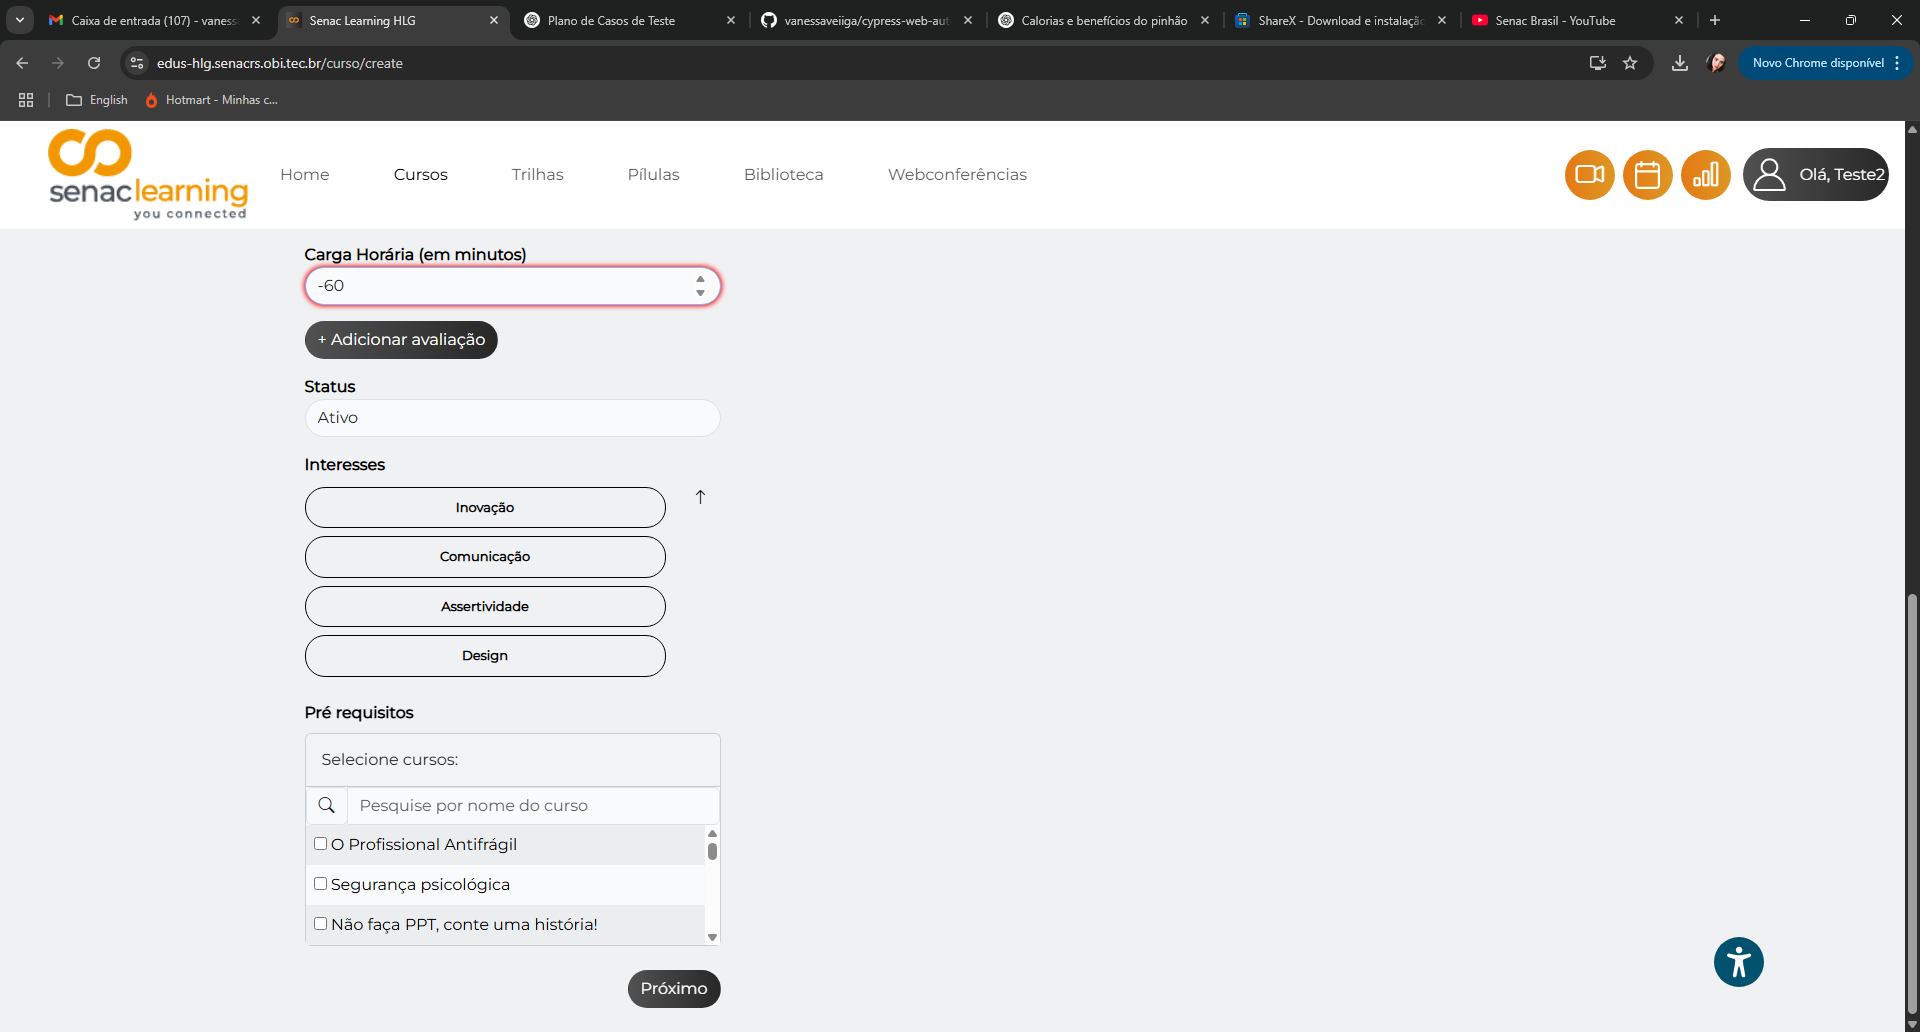 Caixa de entrada (107) - vaness
Senac Learning HLG
Plano de Casos de Teste
vanessaveiiga/cypress-web-aut
Calorias e benefícios do pinhão
ShareX - Download e instalaçã
Senac Brasil - YouTube
edus-hlg.senacrs.obi.tec.br/curso/create
Novo Chrome disponível
English
Hotmart - Minhas c...
senac learning
you connected
Home
Cursos
Trilhas
Pílulas
Biblioteca
Webconferências
Olá, Teste2
Carga Horária (em minutos)
-60
+ Adicionar avaliação
Status
Ativo
Interesses
Inovação
Comunicação
Assertividade
Design
Pré requisitos
Selecione cursos:
Pesquise por nome do curso
O Profissional Antifrágil
Segurança psicológica
Não faça PPT, conte uma história!
Próximo